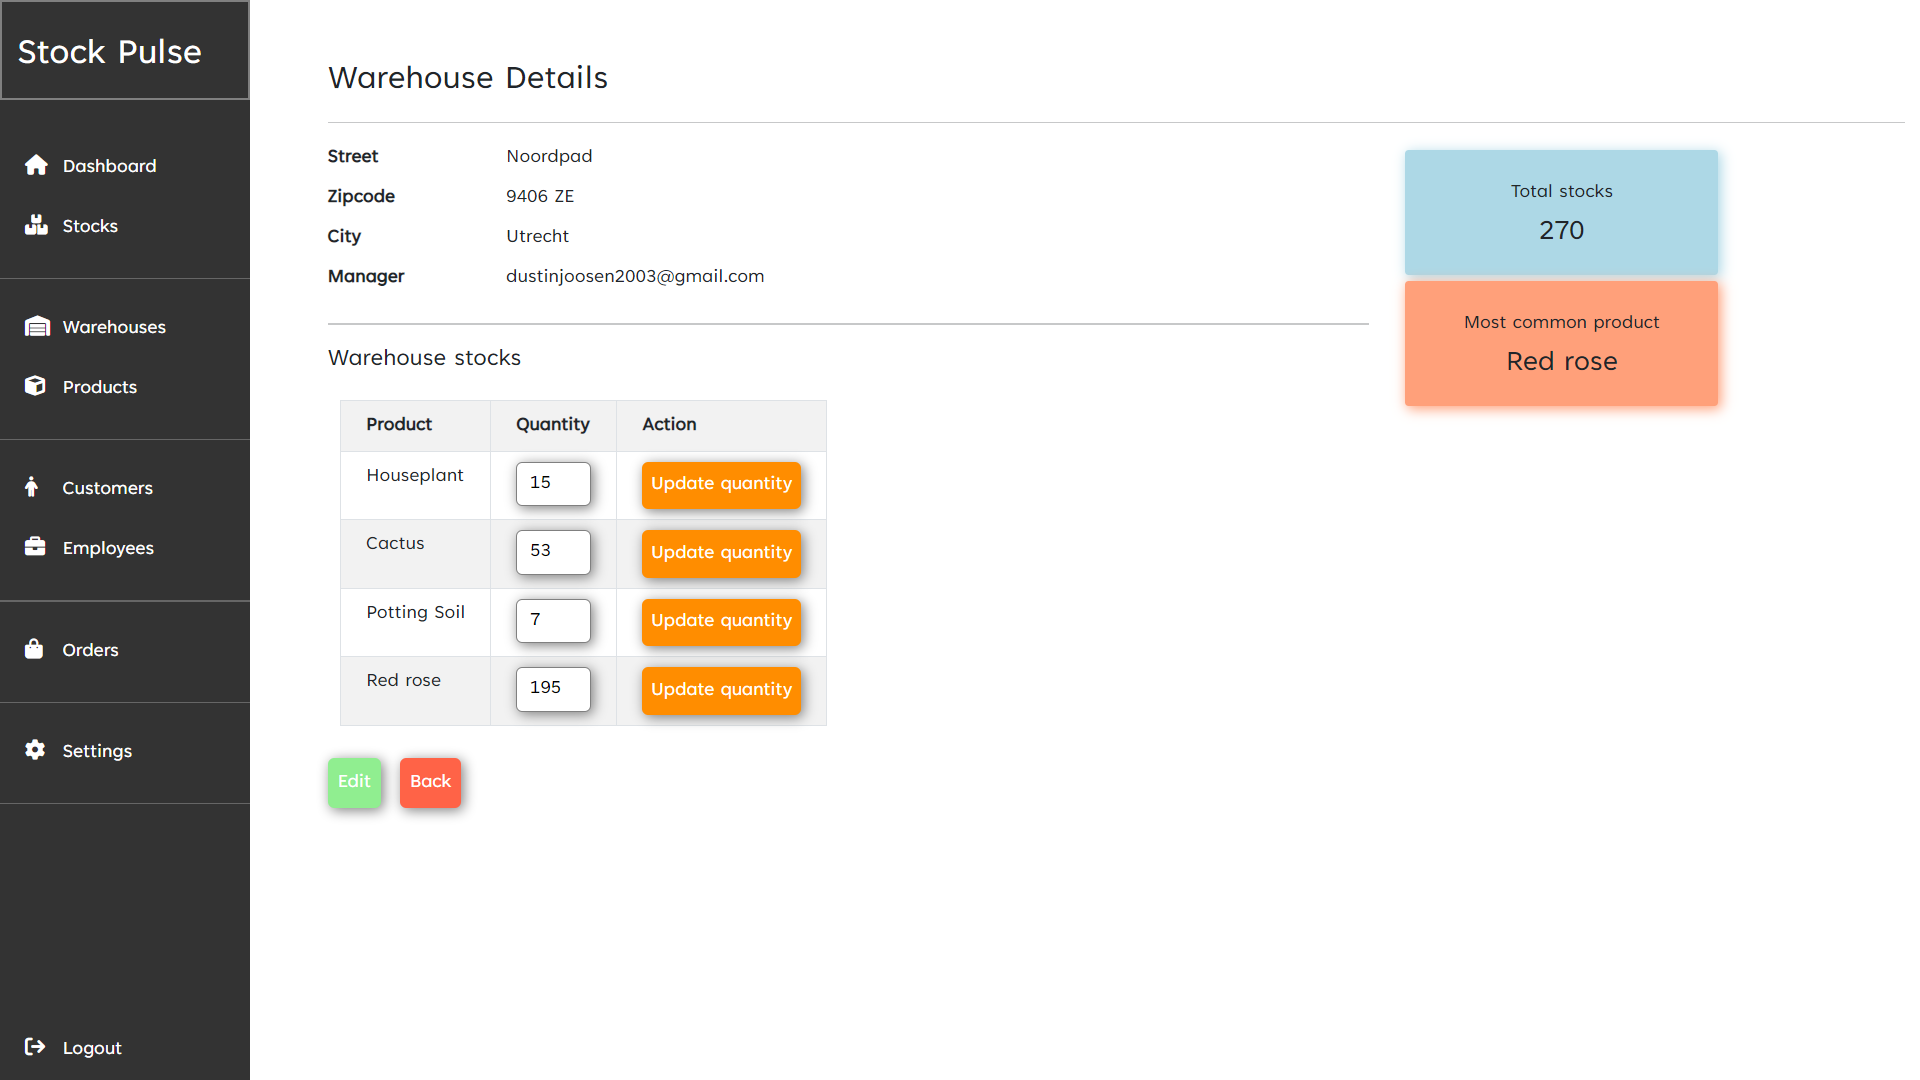 Stock Pulse
Dashboard
Stocks
Warehouses
Products
Customers
Employees
Orders
Settings
Logout
Warehouse Details
Street Noordpad
Zipcode 9406 ZE
City Utrecht
Manager dustinjoosen2003@gmail.com
Total stocks
270
Most common product
Red rose
Warehouse stocks
Product Quantity Action
Houseplant 15 Update quantity
Cactus 53 Update quantity
Potting Soil 7 Update quantity
Red rose 195 Update quantity
Edit Back